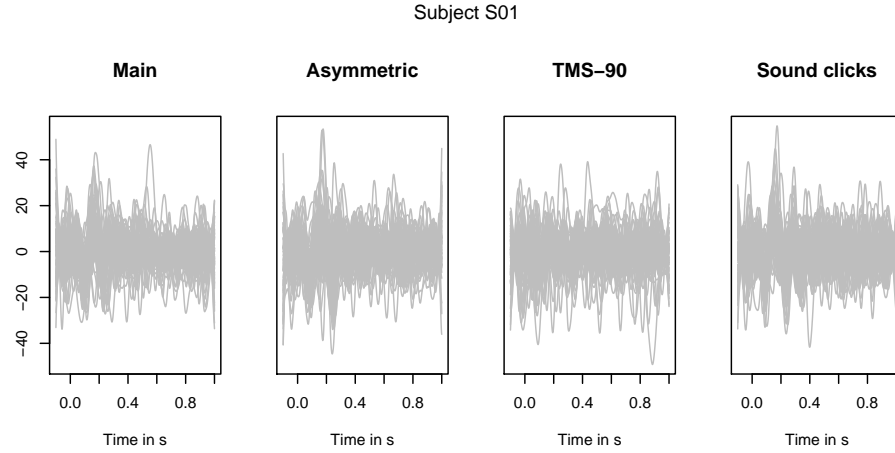 Subject S01
Main Asymmetric TMS−90 Sound clicks
40
20
0
−20
−40
0.0 0.4 0.8 0.0 0.4 0.8 0.0 0.4 0.8 0.0 0.4 0.8
Time in s Time in s Time in s Time in s